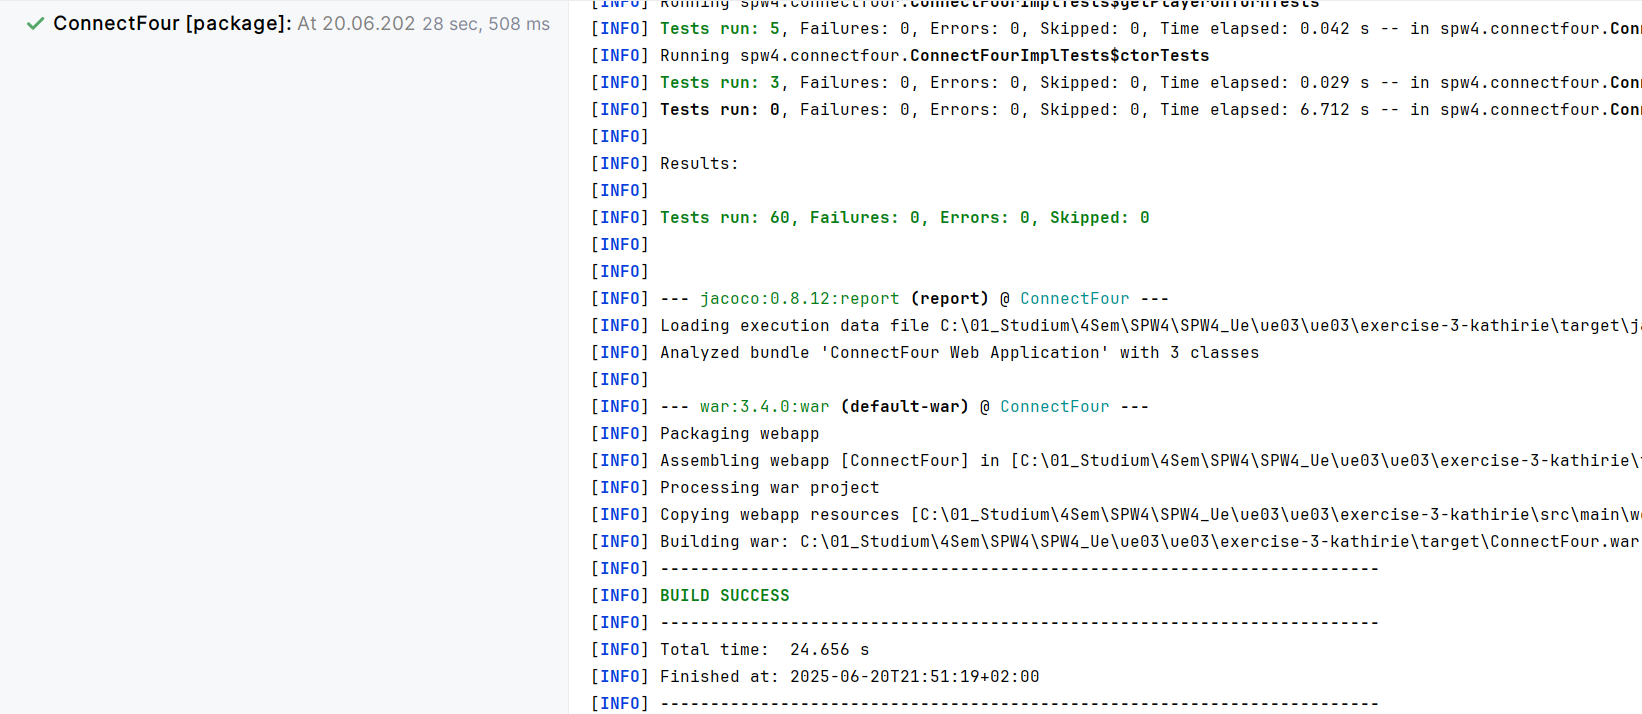 ConnectFour [package]: At 20.06.202 28 sec, 508 ms
[INFO] Running spw4.connectfour.ConnectFourImplTests$getPlayerOnTurnTests
[INFO] Tests run: 5, Failures: 0, Errors: 0, Skipped: 0, Time elapsed: 0.042 s -- in spw4.connectfour.Con
[INFO] Running spw4.connectfour.ConnectFourImplTests$ctorTests
[INFO] Tests run: 3, Failures: 0, Errors: 0, Skipped: 0, Time elapsed: 0.029 s -- in spw4.connectfour.Con
[INFO] Tests run: 0, Failures: 0, Errors: 0, Skipped: 0, Time elapsed: 6.712 s -- in spw4.connectfour.Con
[INFO]
[INFO] Results:
[INFO]
[INFO] Tests run: 60, Failures: 0, Errors: 0, Skipped: 0
[INFO]
[INFO]
[INFO] --- jacoco:0.8.12:report (report) @ ConnectFour ---
[INFO] Loading execution data file C:\01_Studium\4Sem\SPW4\SPW4_Ue\ue03\ue03\exercise-3-kathirie\target\j
[INFO] Analyzed bundle 'ConnectFour Web Application' with 3 classes
[INFO]
[INFO] --- war:3.4.0:war (default-war) @ ConnectFour ---
[INFO] Packaging webapp
[INFO] Assembling webapp [ConnectFour] in [C:\01_Studium\4Sem\SPW4\SPW4_Ue\ue03\ue03\exercise-3-kathirie\
[INFO] Processing war project
[INFO] Copying webapp resources [C:\01_Studium\4Sem\SPW4\SPW4_Ue\ue03\ue03\exercise-3-kathirie\src\main\w
[INFO] Building war: C:\01_Studium\4Sem\SPW4\SPW4_Ue\ue03\ue03\exercise-3-kathirie\target\ConnectFour.war
[INFO] ------------------------------------------------------------------------
[INFO] BUILD SUCCESS
[INFO] ------------------------------------------------------------------------
[INFO] Total time:  24.656 s
[INFO] Finished at: 2025-06-20T21:51:19+02:00
[INFO] ------------------------------------------------------------------------